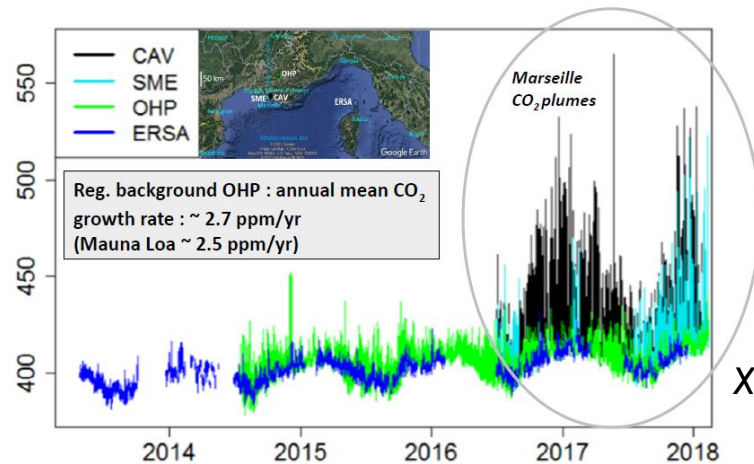 CAV
SME
OHP
ERSA
50 km
OHP
SME
CAV
ERSA
Google Earth
Marseille
CO2 plumes
Reg. background OHP : annual mean CO2
growth rate : ~ 2.7 ppm/yr
(Mauna Loa ~ 2.5 ppm/yr)
550
500
450
400
X
2014
2015
2016
2017
2018